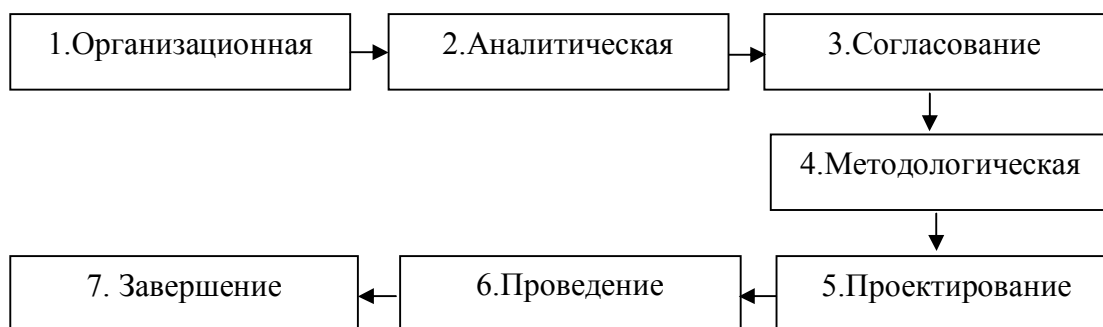 1.Организационная
2.Аналитическая
3.Согласование
4.Методологическая
5.Проектирование
6.Проведение
7. Завершение